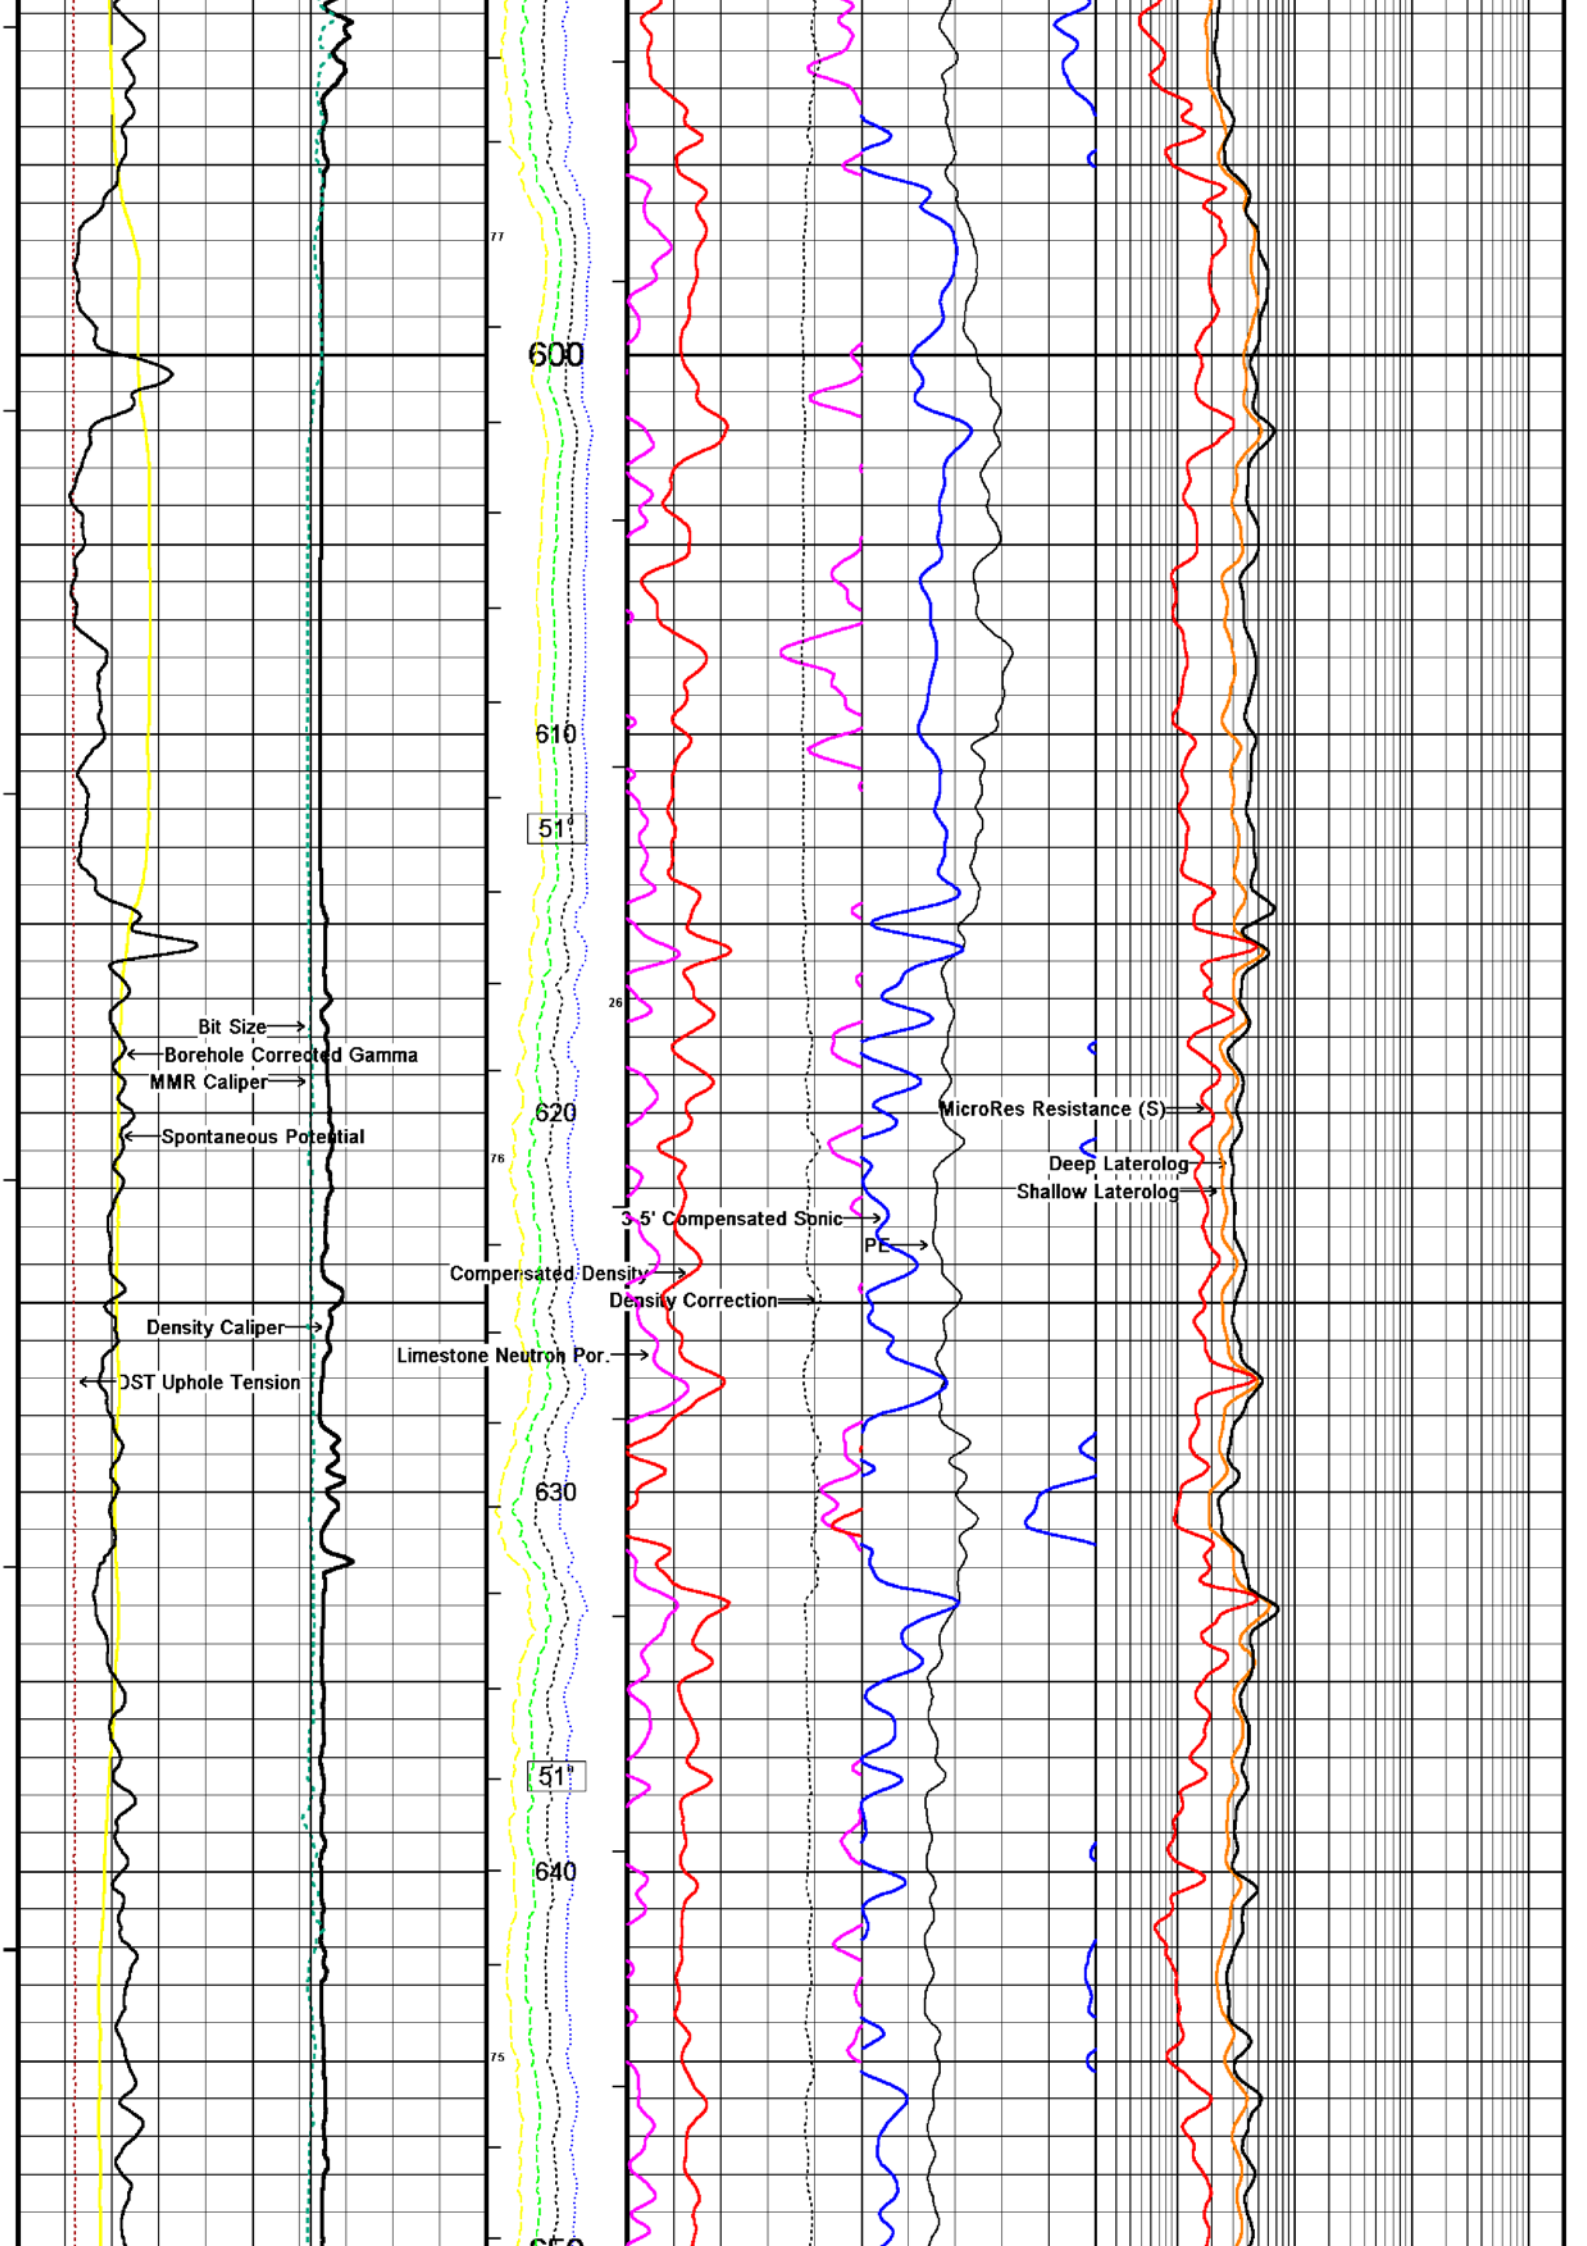 77
600
610
51°
26
Bit Size
Borehole Corrected Gamma
MMR Caliper
620
MicroRes Resistance (S)
Spontaneous Potential
76
Deep Laterolog
Shallow Laterolog
3-5' Compensated Sonic
PE
Compensated Density
Density Correction
Density Caliper
Limestone Neutron Por.
DST Uphole Tension
630
51°
640
75
650